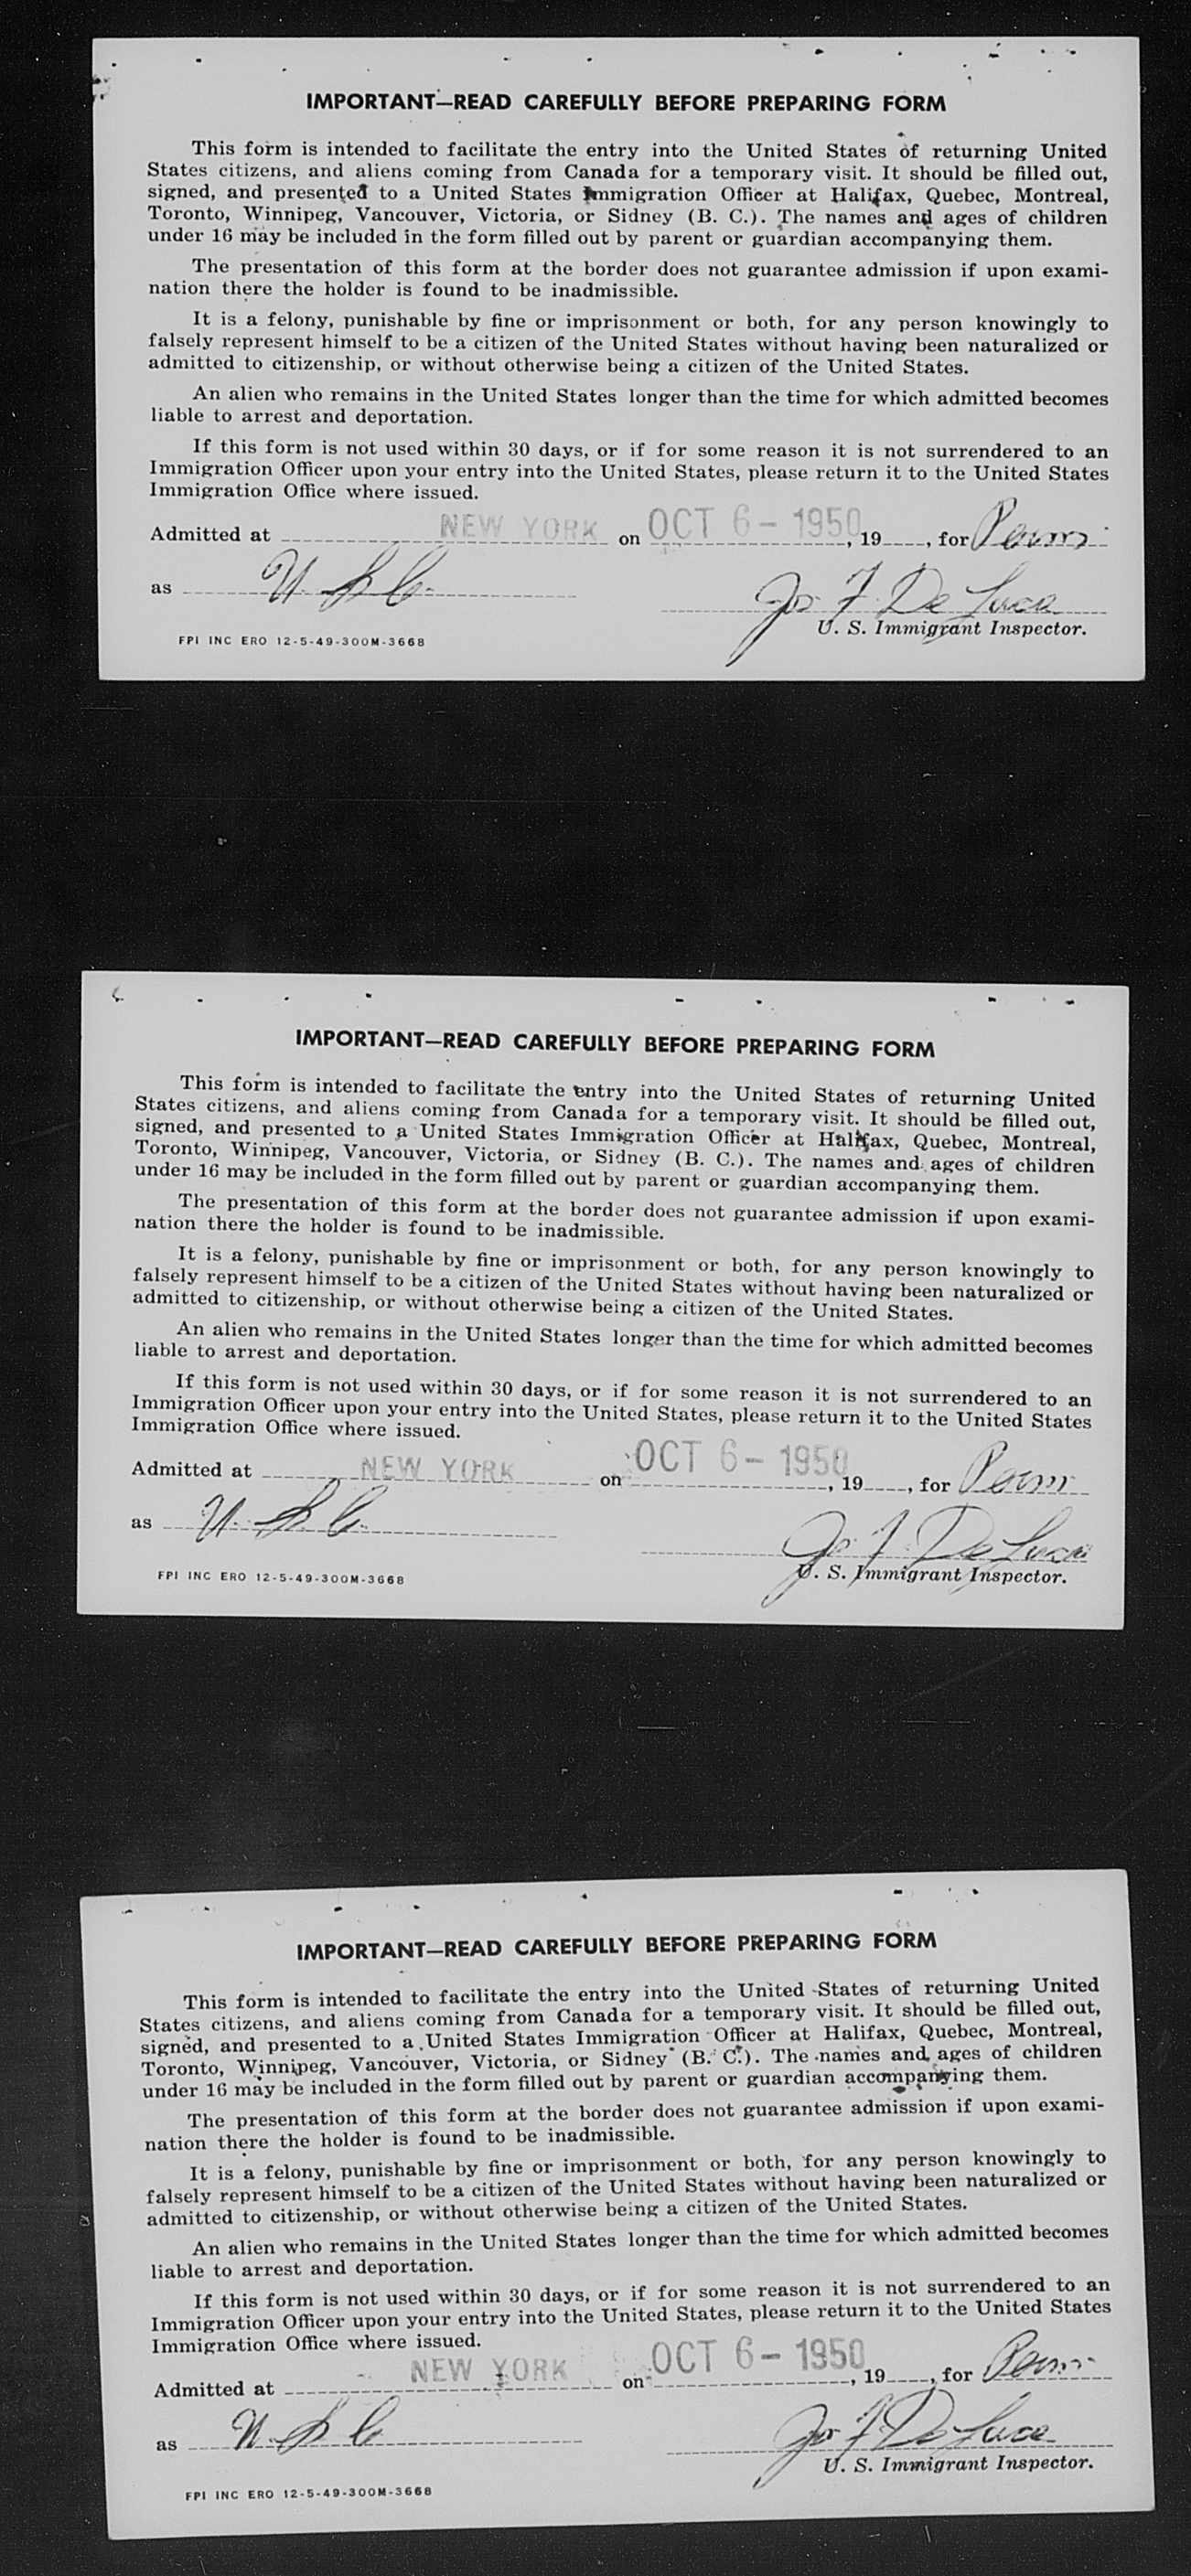 IMPORTANT—READ CAREFULLY BEFORE PREPARING FORM
This form is intended to facilitate the entry into the United States of returning United
States citizens, and aliens coming from Canada for a temporary visit. It should be filled out,
signed, and presented to a United States Immigration Officer at Halifax, Quebec, Montreal,
Toronto, Winnipeg, Vancouver, Victoria, or Sidney (B. C.). The names and ages of children
under 16 may be included in the form filled out by parent or guardian accompanying them.
The presentation of this form at the border does not guarantee admission if upon exami-
nation there the holder is found to be inadmissible.
It is a felony, punishable by fine or imprisonment or both, for any person knowingly to
falsely represent himself to be a citizen of the United States without having been naturalized or
admitted to citizenship, or without otherwise being a citizen of the United States.
An alien who remains in the United States longer than the time for which admitted becomes
liable to arrest and deportation.
If this form is not used within 30 days, or if for some reason it is not surrendered to an
Immigration Officer upon your entry into the United States, please return it to the United States
Immigration Office where issued.
Admitted at NEW YORK on OCT 6 - 1950, 19, for Perm
as U. S. C.
Jos F. De Luca
U. S. Immigrant Inspector.
FPI INC ERO 12-5-49-300M-3668
IMPORTANT—READ CAREFULLY BEFORE PREPARING FORM
This form is intended to facilitate the entry into the United States of returning United
States citizens, and aliens coming from Canada for a temporary visit. It should be filled out,
signed, and presented to a United States Immigration Officer at Halifax, Quebec, Montreal,
Toronto, Winnipeg, Vancouver, Victoria, or Sidney (B. C.). The names and ages of children
under 16 may be included in the form filled out by parent or guardian accompanying them.
The presentation of this form at the border does not guarantee admission if upon exami-
nation there the holder is found to be inadmissible.
It is a felony, punishable by fine or imprisonment or both, for any person knowingly to
falsely represent himself to be a citizen of the United States without having been naturalized or
admitted to citizenship, or without otherwise being a citizen of the United States.
An alien who remains in the United States longer than the time for which admitted becomes
liable to arrest and deportation.
If this form is not used within 30 days, or if for some reason it is not surrendered to an
Immigration Officer upon your entry into the United States, please return it to the United States
Immigration Office where issued.
Admitted at NEW YORK on OCT 6 - 1950, 19, for Perm
as U. S. C.
Jos F. De Luca
U. S. Immigrant Inspector.
FPI INC ERO 12-5-49-300M-3668
IMPORTANT—READ CAREFULLY BEFORE PREPARING FORM
This form is intended to facilitate the entry into the United States of returning United
States citizens, and aliens coming from Canada for a temporary visit. It should be filled out,
signed, and presented to a United States Immigration Officer at Halifax, Quebec, Montreal,
Toronto, Winnipeg, Vancouver, Victoria, or Sidney (B. C.). The names and ages of children
under 16 may be included in the form filled out by parent or guardian accompanying them.
The presentation of this form at the border does not guarantee admission if upon exami-
nation there the holder is found to be inadmissible.
It is a felony, punishable by fine or imprisonment or both, for any person knowingly to
falsely represent himself to be a citizen of the United States without having been naturalized or
admitted to citizenship, or without otherwise being a citizen of the United States.
An alien who remains in the United States longer than the time for which admitted becomes
liable to arrest and deportation.
If this form is not used within 30 days, or if for some reason it is not surrendered to an
Immigration Officer upon your entry into the United States, please return it to the United States
Immigration Office where issued.
Admitted at NEW YORK on OCT 6 - 1950, 19, for Perm
as U. S. C.
Jos F. De Luca
U. S. Immigrant Inspector.
FPI INC ERO 12-5-49-300M-3668